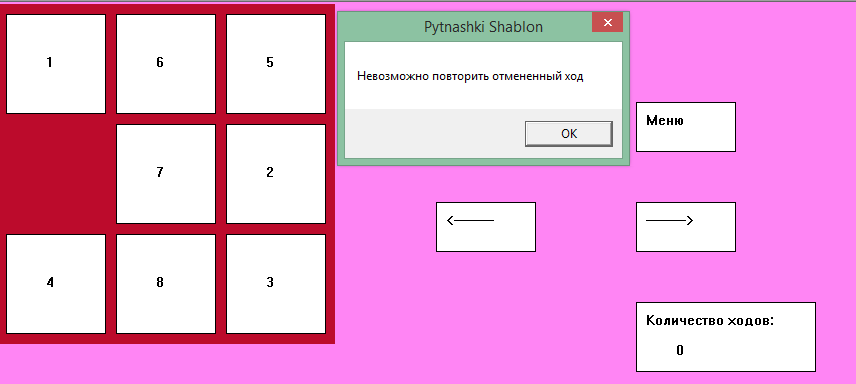 1 6 5
Pytnashki Shablon
Невозможно повторить отмененный ход
OK
7 2
4 8 3
Меню
<——
——>
Количество ходов:
0